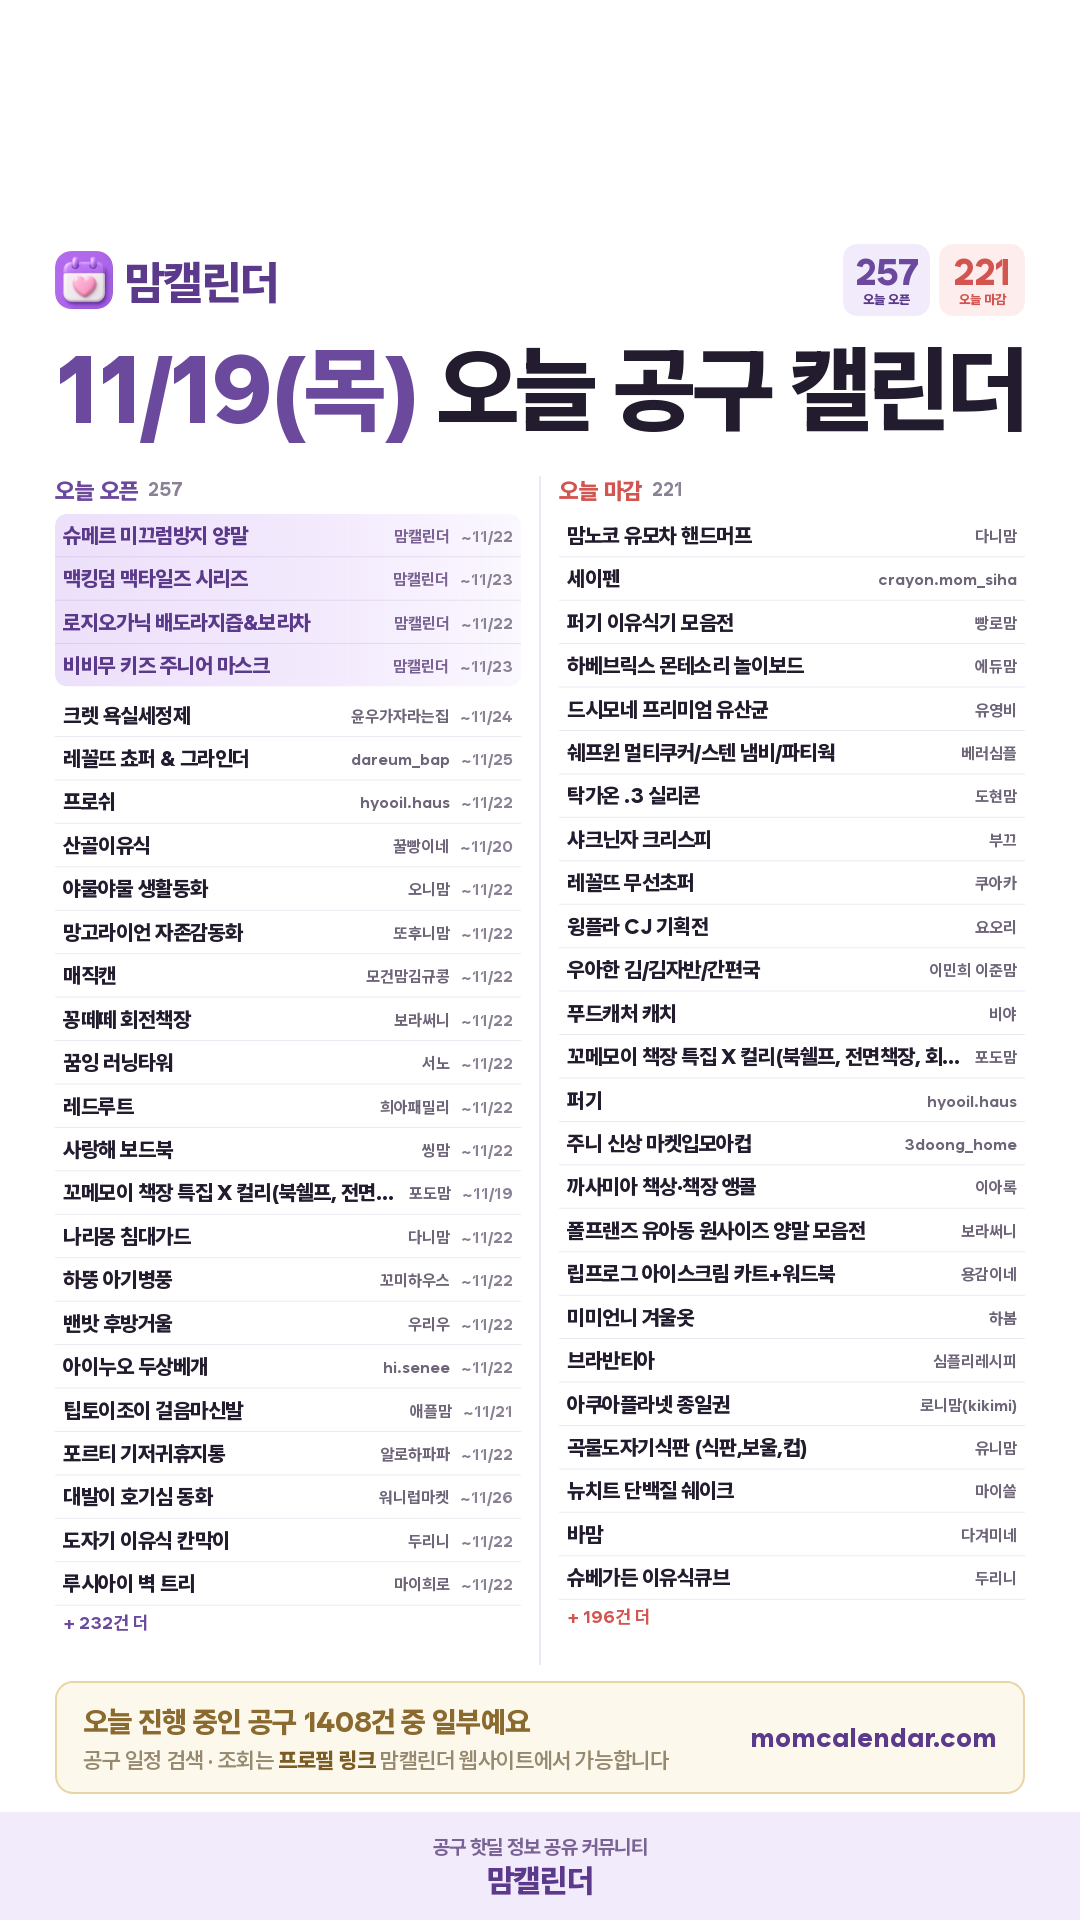 맘캘린더
257
오늘 오픈
221
오늘 마감
11/19(목) 오늘 공구 캘린더
오늘 오픈 257
슈메르 미끄럼방지 양말 맘캘린더 ~11/22
맥킹덤 맥타일즈 시리즈 맘캘린더 ~11/23
로지오가닉 배도라지즙&보리차 맘캘린더 ~11/22
비비무 키즈 주니어 마스크 맘캘린더 ~11/23
크렛 욕실세정제 윤우가자라는집 ~11/24
레꼴뜨 쵸퍼 & 그라인더 dareum_bap ~11/25
프로쉬 hyooil.haus ~11/22
산골이유식 꿀빵이네 ~11/20
야물야물 생활동화 오니맘 ~11/22
망고라이언 자존감동화 또후니맘 ~11/22
매직캔 모건맘김규콩 ~11/22
꽁떼떼 회전책장 보라써니 ~11/22
꿈잉 러닝타워 서노 ~11/22
레드루트 희아패밀리 ~11/22
사랑해 보드북 씽맘 ~11/22
꼬메모이 책장 특집 X 컬리(북쉘프, 전면... 포도맘 ~11/19
나리몽 침대가드 다니맘 ~11/22
하뚱 아기병풍 꼬미하우스 ~11/22
밴밧 후방거울 우리우 ~11/22
아이누오 두상베개 hi.senee ~11/22
팁토이조이 걸음마신발 애플맘 ~11/21
포르티 기저귀휴지통 알로하파파 ~11/22
대발이 호기심 동화 워니럽마켓 ~11/26
도자기 이유식 칸막이 두리니 ~11/22
루시아이 벽 트리 마이희로 ~11/22
+ 232건 더
오늘 마감 221
맘노코 유모차 핸드머프 다니맘
세이펜 crayon.mom_siha
퍼기 이유식기 모음전 빵로맘
하베브릭스 몬테소리 놀이보드 에듀맘
드시모네 프리미엄 유산균 유영비
쉐프윈 멀티쿠커/스텐 냄비/파티웍 베러심플
탁가온 .3 실리콘 도현맘
샤크닌자 크리스피 부끄
레꼴뜨 무선초퍼 쿠아카
윙플라 CJ 기획전 요오리
우아한 김/김자반/간편국 이민희 이준맘
푸드캐처 캐치 비야
꼬메모이 책장 특집 X 컬리(북쉘프, 전면책장, 회... 포도맘
퍼기 hyooil.haus
주니 신상 마켓입모아컵 3doong_home
까사미아 책상·책장 앵콜 이아록
폴프랜즈 유아동 원사이즈 양말 모음전 보라써니
립프로그 아이스크림 카트+워드북 용감이네
미미언니 겨울옷 하봄
브라반티아 심플리레시피
아쿠아플라넷 종일권 로니맘(kikimi)
곡물도자기식판 (식판,보울,컵) 유니맘
뉴치트 단백질 쉐이크 마이쏠
바맘 다겨미네
슈베가든 이유식큐브 두리니
+ 196건 더
오늘 진행 중인 공구 1408건 중 일부예요
공구 일정 검색 · 조회는 프로필 링크 맘캘린더 웹사이트에서 가능합니다
momcalendar.com
공구 핫딜 정보 공유 커뮤니티
맘캘린더